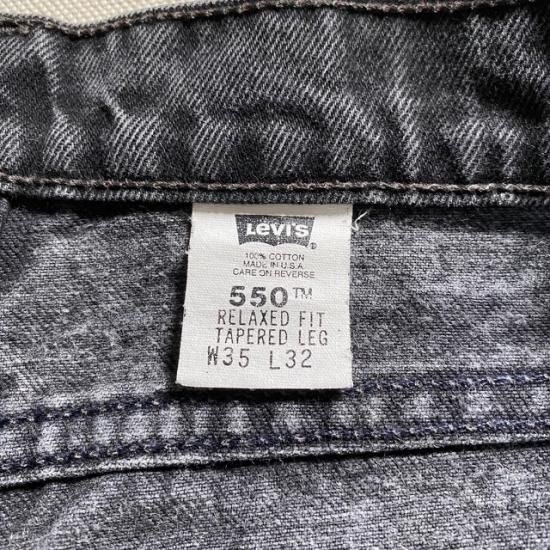 LEVI'S ®
100% COTTON
MADE IN U.S.A.
CARE ON REVERSE
550™
RELAXED FIT
TAPERED LEG
W35 L32